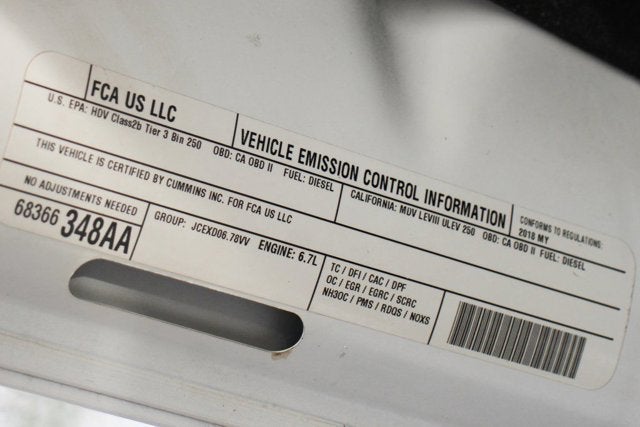 FCA US LLC
VEHICLE EMISSION CONTROL INFORMATION
CONFORMS TO REGULATIONS:
2018 MY
U.S. EPA: HDV Class2b Tier 3 Bin 250 OBD: CA OBD II FUEL: DIESEL
CALIFORNIA: MDV LEVIII ULEV 250 OBD: CA OBD II FUEL: DIESEL
THIS VEHICLE IS CERTIFIED BY CUMMINS INC. FOR FCA US LLC
NO ADJUSTMENTS NEEDED
68366 348AA
GROUP: JCEXD06.78VV ENGINE: 6.7L
TC / DFI / CAC / DPF
OC / EGR / EGRC / SCRC
NH3OC / PMS / RDQS / NOXS